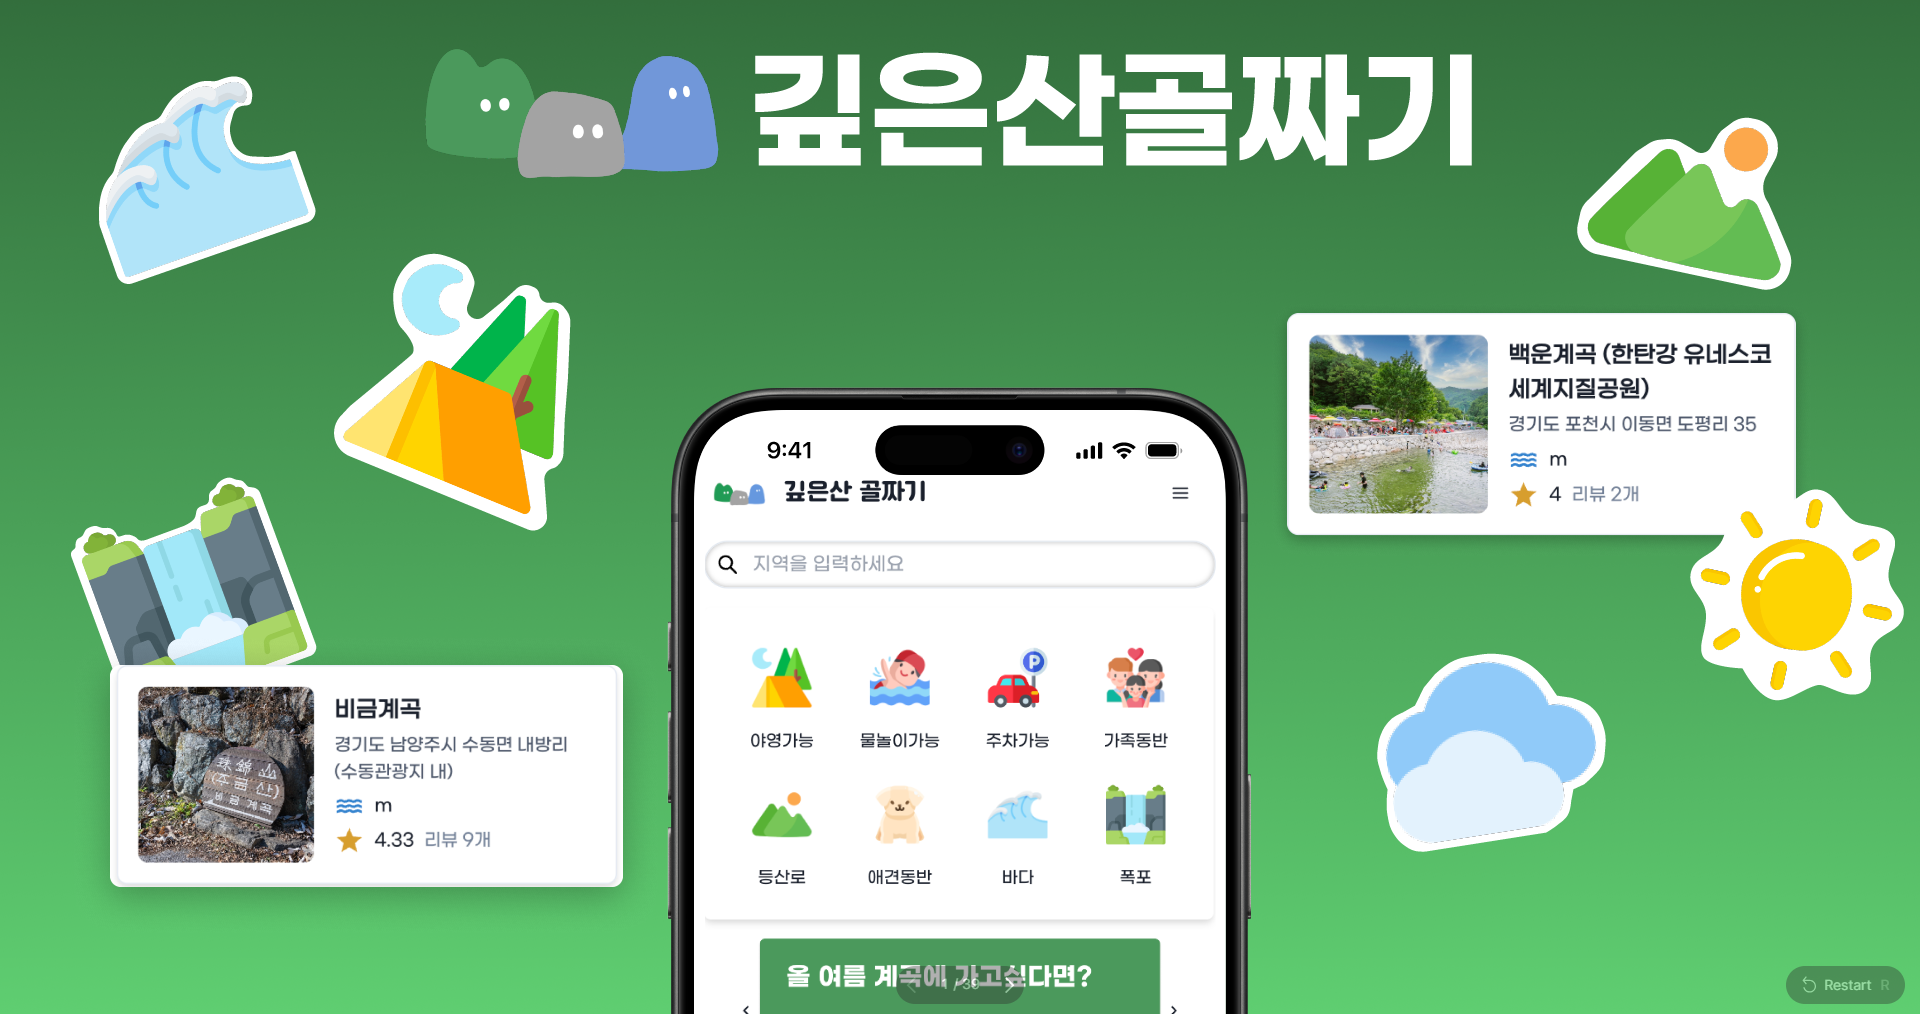 깊은산골짜기
백운계곡 (한탄강 유네스코
세계지질공원)
경기도 포천시 이동면 도평리 35
m
4 리뷰 2개
9:41
깊은산 골짜기
지역을 입력하세요
P
야영가능 물놀이가능 주차가능 가족동반
등산로 애견동반 바다 폭포
비금계곡
경기도 남양주시 수동면 내방리
(수동관광지 내)
m
4.33 리뷰 9개
비금계곡
올 여름 계곡에 가고싶다면?
1 / 39
Restart R